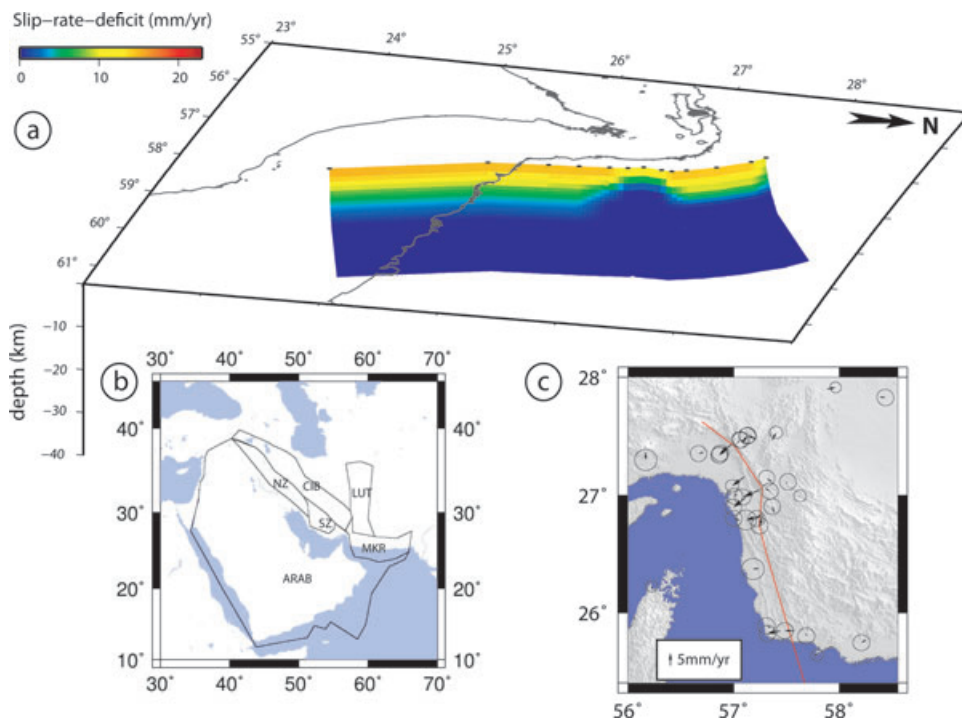 Slip–rate–deficit (mm/yr)
0 10 20
a
23° 24° 25° 26° 27° 28°
N
55°
56°
57°
58°
59°
60°
61°
depth (km)
−10
−20
−30
−40
b
30° 40° 50° 60° 70°
40° 40°
30° 30°
20° 20°
10° 10°
NZ
CIB
LUT
SZ
MKR
ARAB
30° 40° 50° 60° 70°
c
28°
27°
26°
5mm/yr
56° 57° 58°